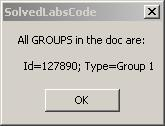 SolvedLabsCode
All GROUPS in the doc are:
Id=127890; Type=Group 1
OK